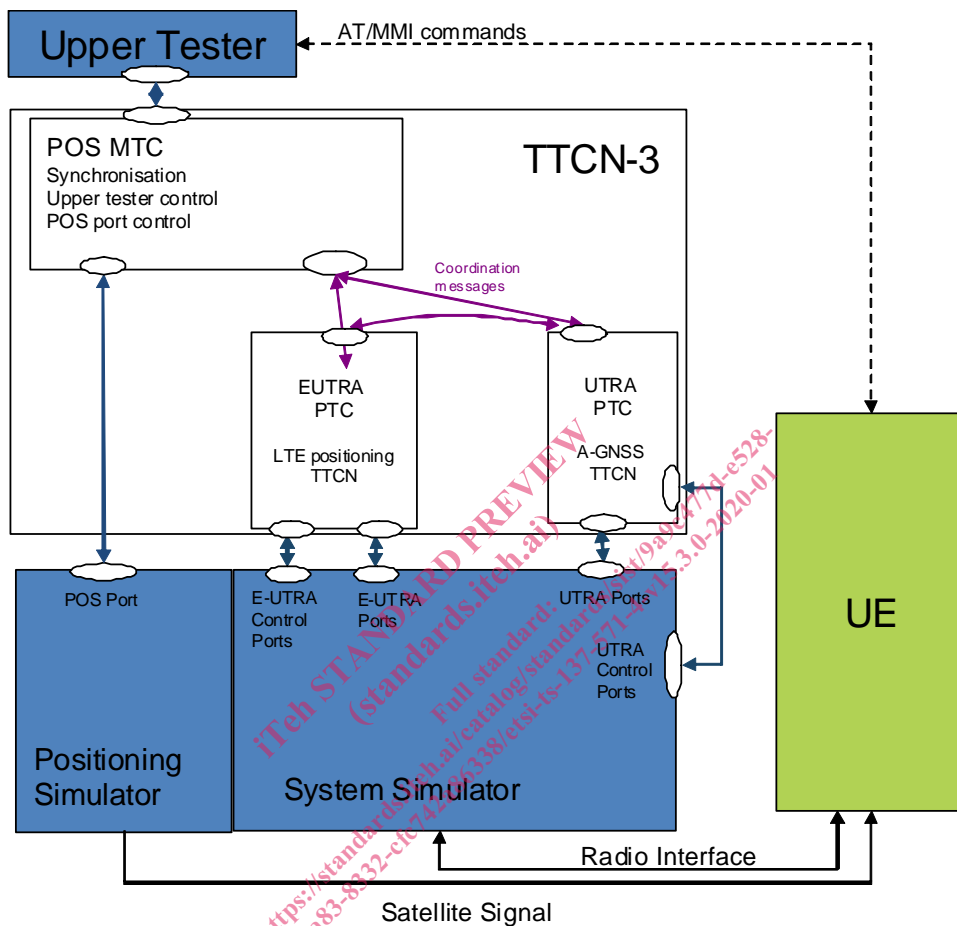 Upper Tester
AT/MMI commands
POS MTC
Synchronisation
Upper tester control
POS port control
TTCN-3
Coordination
messages
EUTRA
PTC
LTE positioning
TTCN
UTRA
PTC
A-GNSS
TTCN
POS Port
E-UTRA
Control
Ports
E-UTRA
Ports
UTRA Ports
UTRA
Control
Ports
Positioning
Simulator
System Simulator
UE
Radio Interface
Satellite Signal
iTeh STANDARD PREVIEW
(standards.iteh.ai)
Full standard: